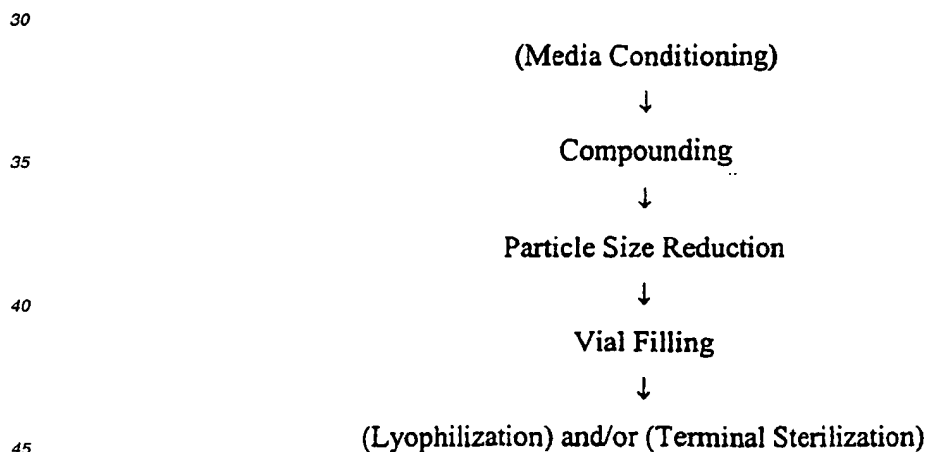 30
(Media Conditioning)
↓
35
Compounding
↓
Particle Size Reduction
↓
40
Vial Filling
↓
45
(Lyophilization) and/or (Terminal Sterilization)